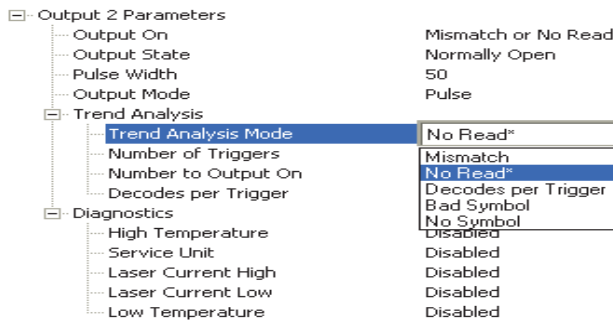 Output 2 Parameters
Output On Mismatch or No Read
Output State Normally Open
Pulse Width 50
Output Mode Pulse
Trend Analysis
Trend Analysis Mode No Read*
Number of Triggers Mismatch
Number to Output On No Read*
Decodes per Trigger Decodes per Trigger
Bad Symbol
Diagnostics No Symbol
High Temperature Disabled
Service Unit Disabled
Laser Current High Disabled
Laser Current Low Disabled
Low Temperature Disabled